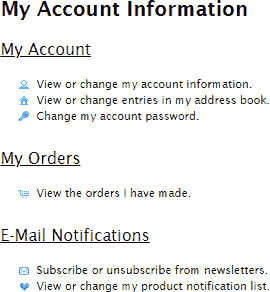 My Account Information
My Account
View or change my account information.
View or change entries in my address book.
Change my account password.
My Orders
View the orders I have made.
E-Mail Notifications
Subscribe or unsubscribe from newsletters.
View or change my product notification list.